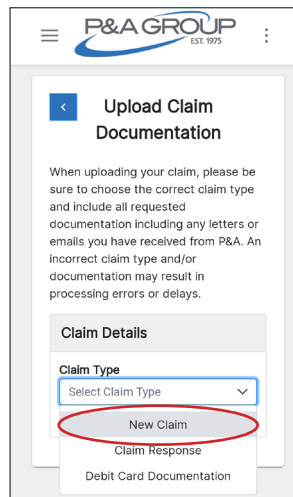 P&A GROUP
EST. 1975
Upload Claim
Documentation
When uploading your claim, please be
sure to choose the correct claim type
and include all requested
documentation including any letters or
emails you have received from P&A. An
incorrect claim type and/or
documentation may result in
processing errors or delays.
Claim Details
Claim Type
Select Claim Type
New Claim
Claim Response
Debit Card Documentation